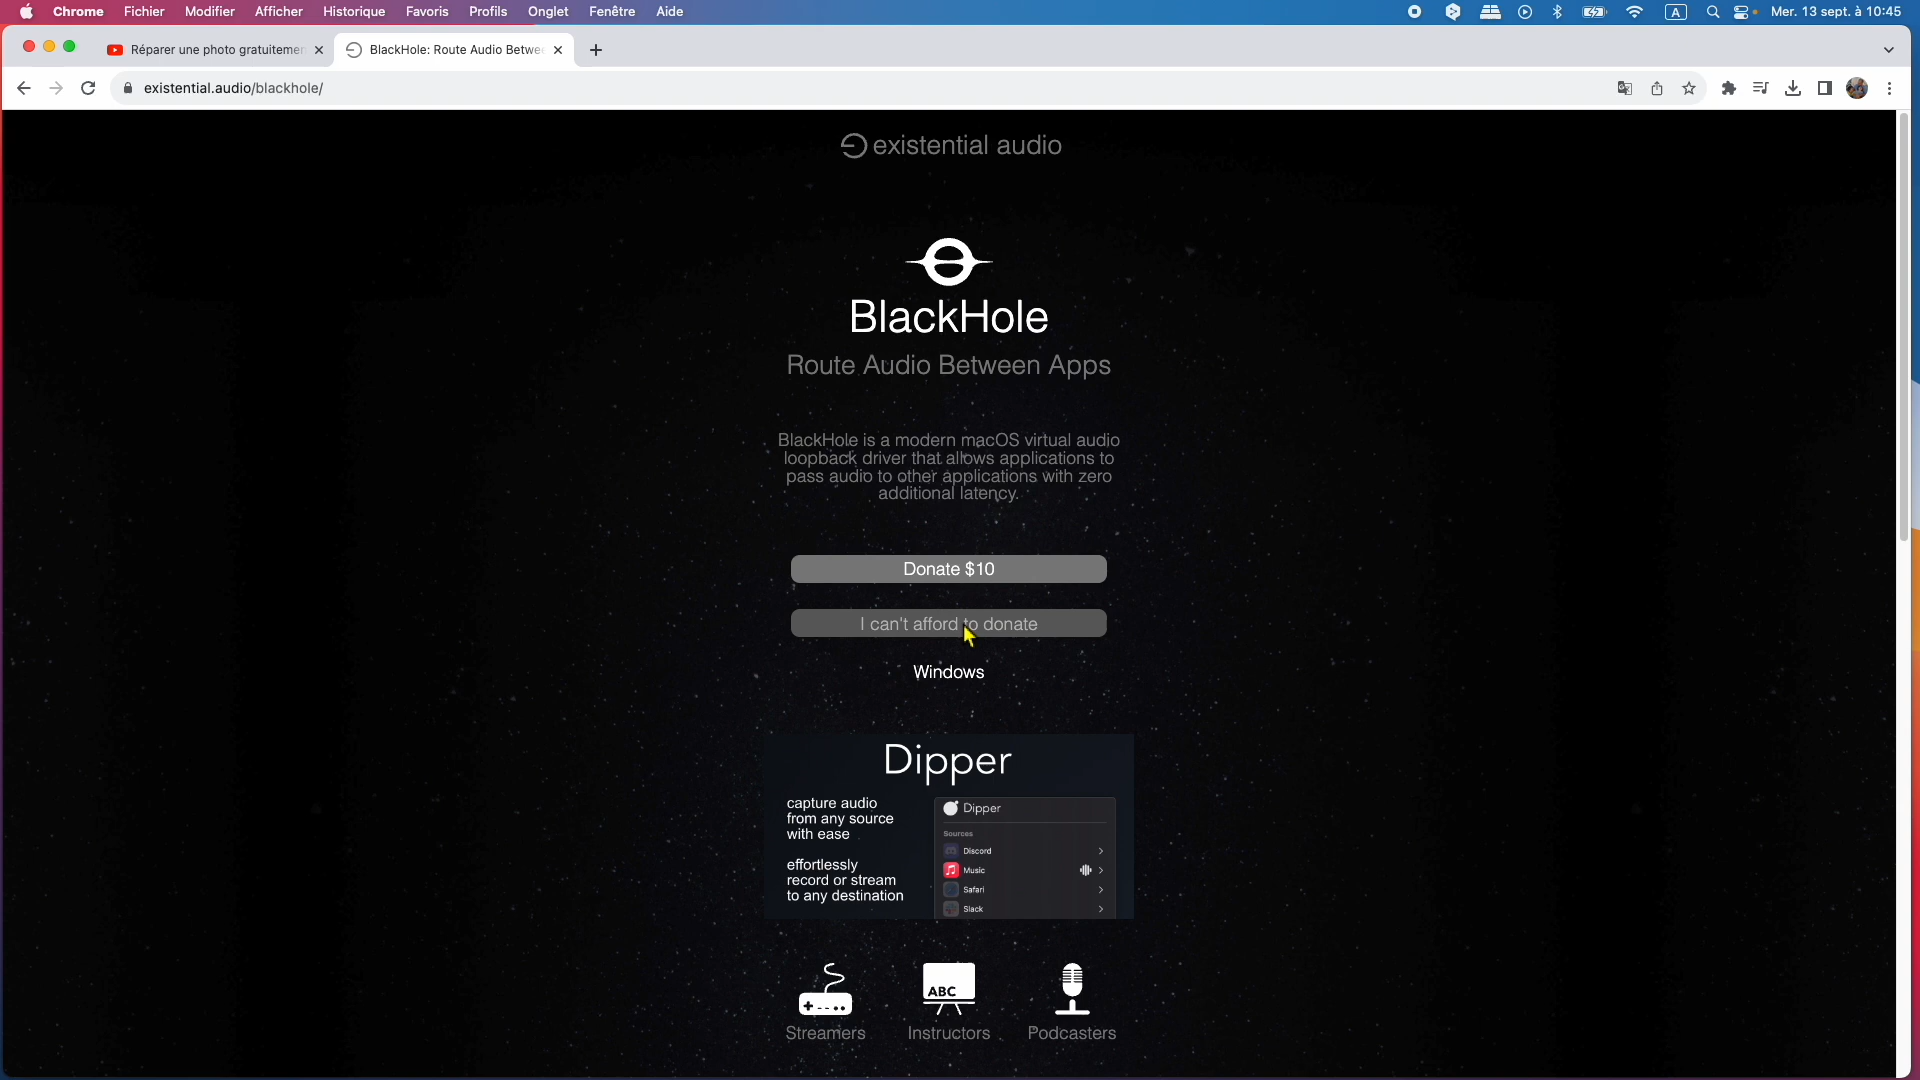 Chrome Fichier Modifier Afficher Historique Favoris Profils Onglet Fenêtre Aide
A
Mer. 13 sept. à 10:45
Réparer une photo gratuitemen
BlackHole: Route Audio Betwe
existential.audio/blackhole/
existential audio
BlackHole
Route Audio Between Apps
BlackHole is a modern macOS virtual audio
loopback driver that allows applications to
pass audio to other applications with zero
additional latency.
Donate $10
I can't afford to donate
Windows
Dipper
capture audio
from any source
with ease
effortlessly
record or stream
to any destination
Dipper
Sources
Discord
Music
Safari
Slack
ABC
Streamers
Instructors
Podcasters